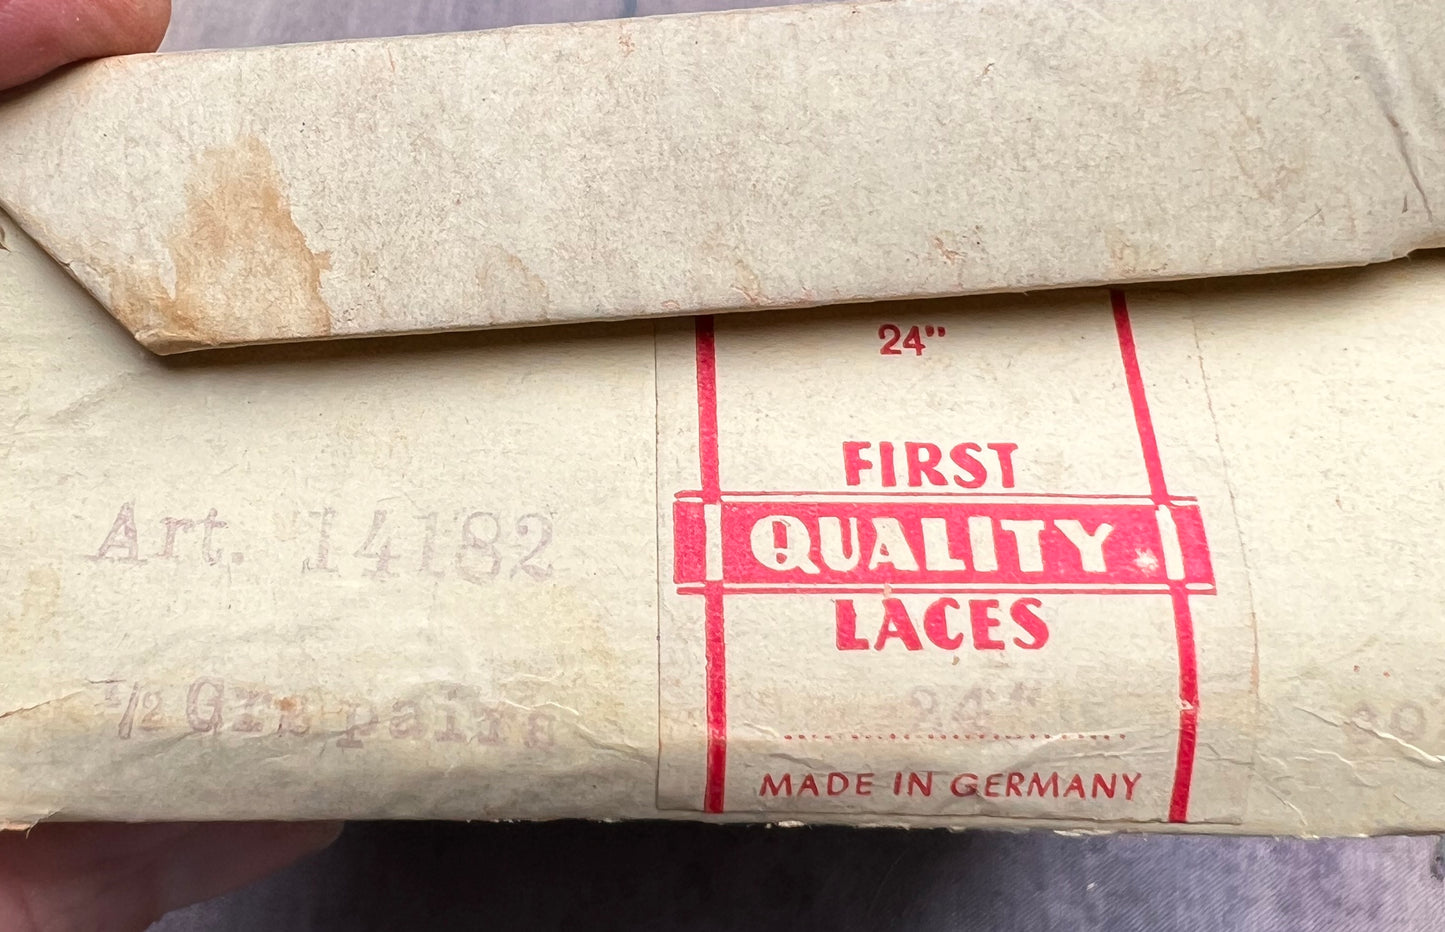 24"
FIRST
QUALITY
LACES
24"
MADE IN GERMANY
Art. 14182
1/2 Grs pairs